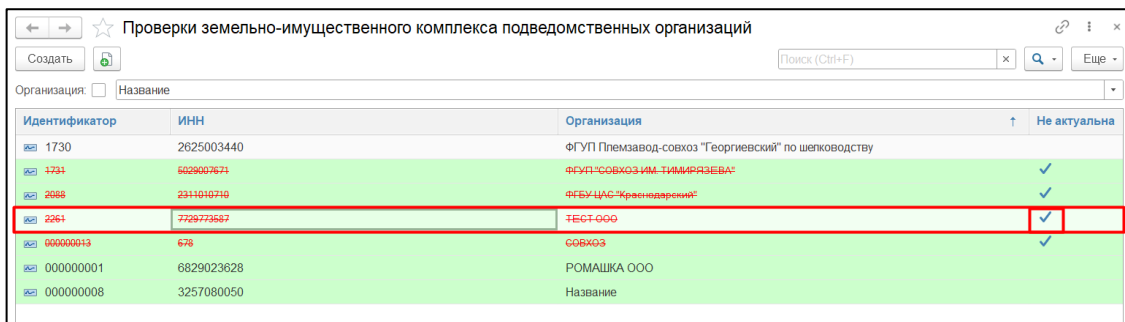 Проверки земельно-имущественного комплекса подведомственных организаций
Создать Поиск (Ctrl+F) Еще
Организация: Название
Идентификатор ИНН Организация Не актуальна
1730 2625003440 ФГУП Племзавод-совхоз "Георгиевский" по шелководству
1731 5029007671 ФГУП "СОВХОЗ ИМ. ТИМИРЯЗЕВА"
2088 2311010710 ФГБУ ЦАС "Краснодарский"
2261 7729773587 ТЕСТ ООО
000000013 678 СОВХОЗ
000000001 6829023628 РОМАШКА ООО
000000008 3257080050 Название